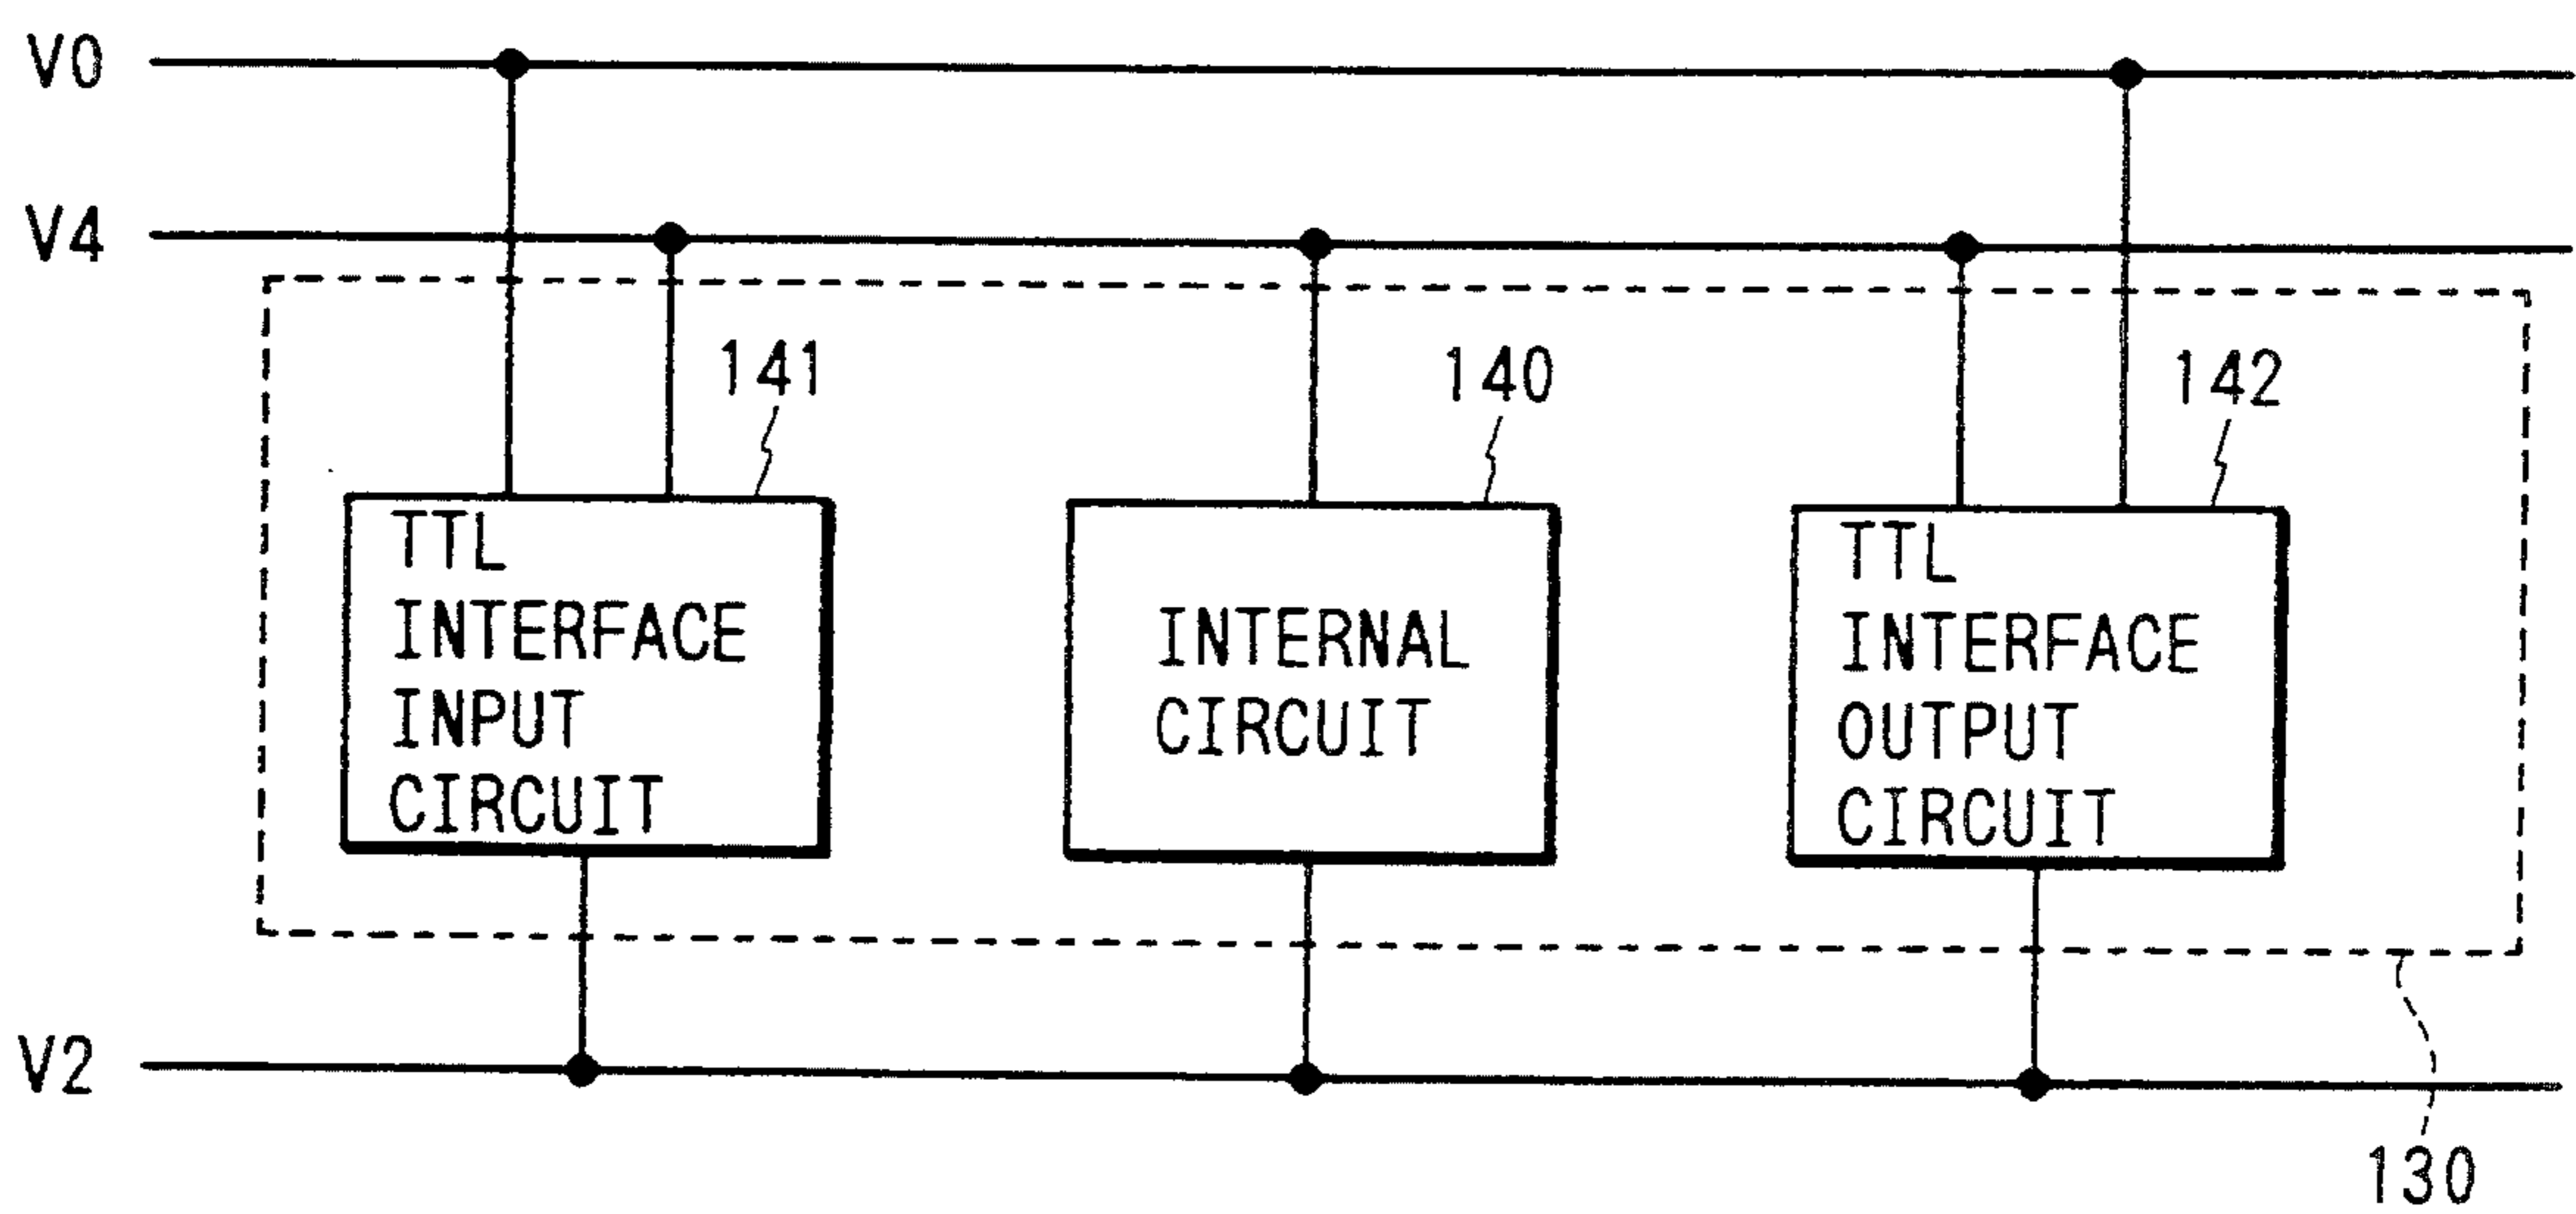 V0
V4
141
140
142
TTL
INTERFACE
INPUT
CIRCUIT
INTERNAL
CIRCUIT
TTL
INTERFACE
OUTPUT
CIRCUIT
V2
130